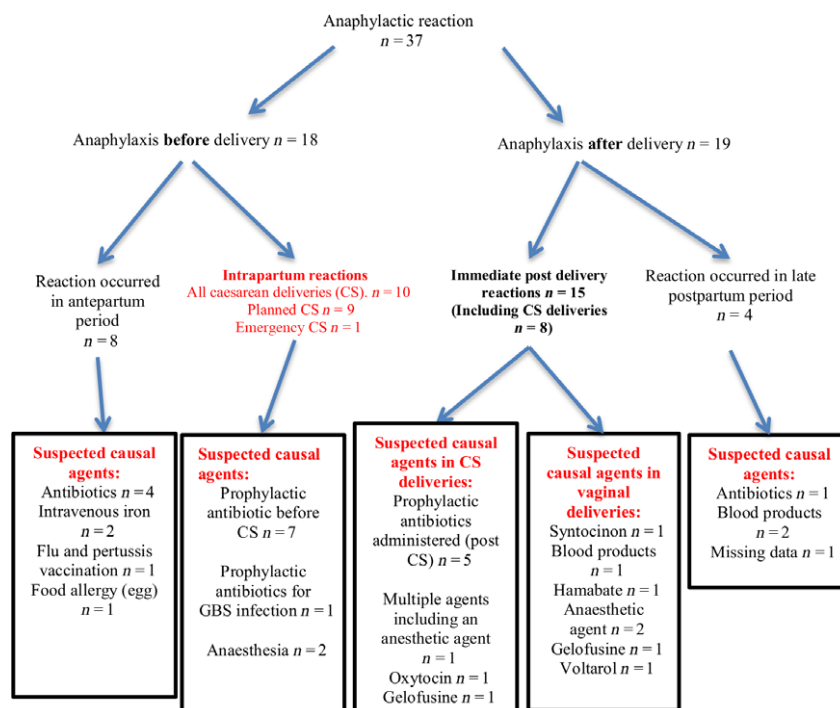 Anaphylactic reaction
n = 37
Anaphylaxis before delivery n = 18
Anaphylaxis after delivery n = 19
Reaction occurred
in antepartum
period
n = 8
Intrapartum reactions
All caesarean deliveries (CS). n = 10
Planned CS n = 9
Emergency CS n = 1
Immediate post delivery
reactions n = 15
(Including CS deliveries
n = 8)
Reaction occurred in late
postpartum period
n = 4
Suspected causal
agents:
Antibiotics n = 4
Intravenous iron
n = 2
Flu and pertussis
vaccination n = 1
Food allergy (egg)
n = 1
Suspected causal
agents:
Prophylactic
antibiotic before
CS n = 7
Prophylactic
antibiotics for
GBS infection n = 1
Anaesthesia n = 2
Suspected causal
agents in CS
deliveries:
Prophylactic
antibiotics
administered (post
CS) n = 5
Multiple agents
including an
anesthetic agent
n = 1
Oxytocin n = 1
Gelofusine n = 1
Suspected
causal agents in
vaginal
deliveries:
Syntocinon n = 1
Blood products
n = 1
Hamabate n = 1
Anaesthetic
agent n = 2
Gelofusine n = 1
Voltarol n = 1
Suspected causal
agents:
Antibiotics n = 1
Blood products
n = 2
Missing data n = 1